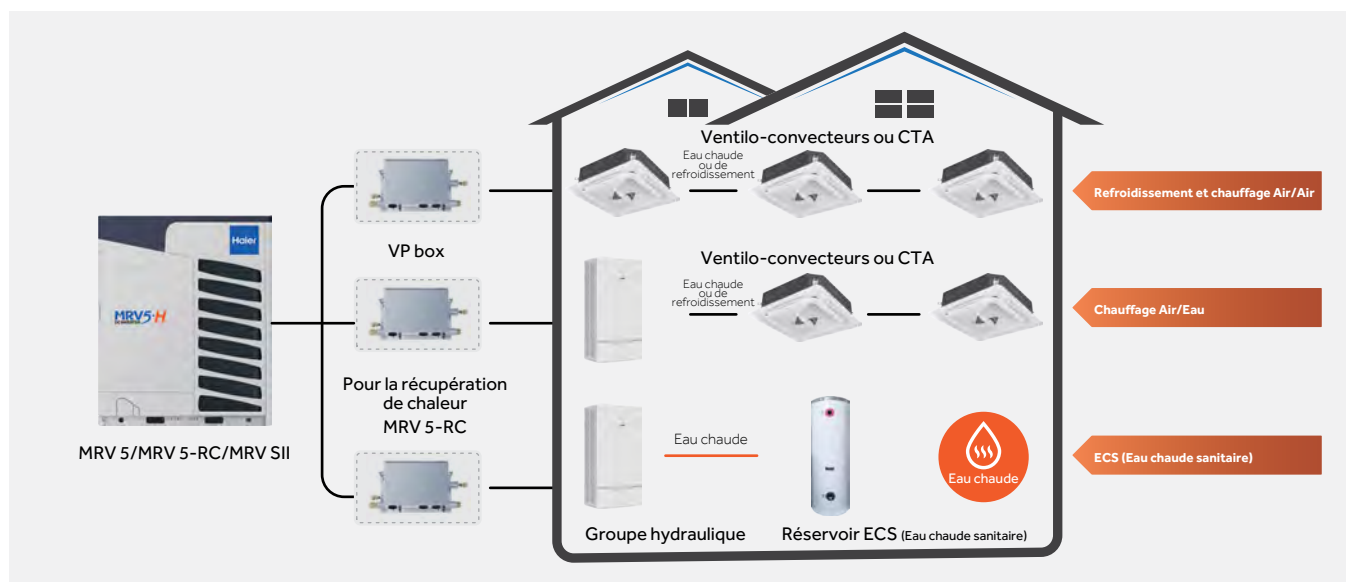 Haier
MRV5-H
MRV 5/MRV 5-RC/MRV SII
VP box
Pour la récupération
de chaleur
MRV 5-RC
Ventilo-convecteurs ou CTA
Eau chaude
ou de
refroidissement
Refroidissement et chauffage Air/Air
Ventilo-convecteurs ou CTA
Eau chaude
ou de
refroidissement
Chauffage Air/Eau
Eau chaude
Eau chaude
ECS (Eau chaude sanitaire)
Groupe hydraulique
Réservoir ECS (Eau chaude sanitaire)